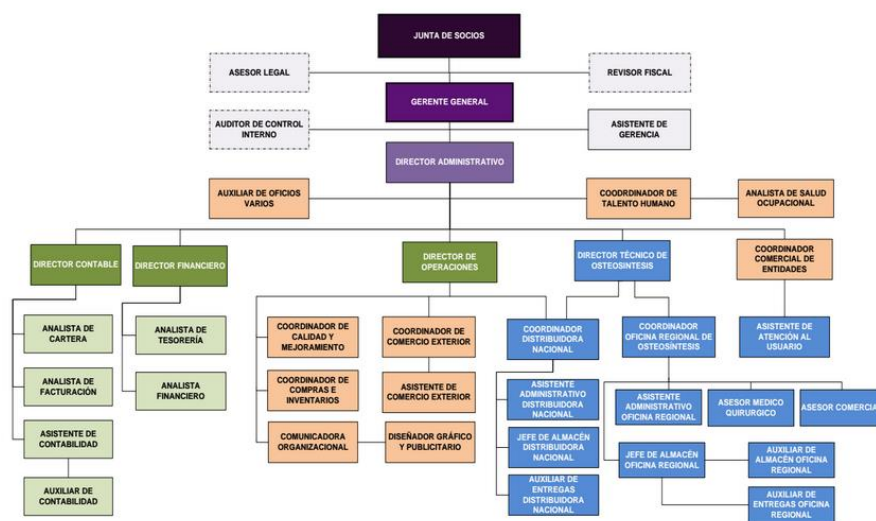 JUNTA DE SOCIOS
ASESOR LEGAL
REVISOR FISCAL
GERENTE GENERAL
AUDITOR DE CONTROL
INTERNO
ASISTENTE DE
GERENCIA
DIRECTOR ADMINISTRATIVO
AUXILIAR DE OFICIOS
VARIOS
COODRDINADOR DE
TALENTO HUMANO
ANALISTA DE SALUD
OCUPACIONAL
DIRECTOR CONTABLE
DIRECTOR FINANCIERO
DIRECTOR DE
OPERACIONES
DIRECTOR TÉCNICO DE
OSTEOSINTESIS
COORDINADOR
COMERCIAL DE
ENTIDADES
ANALISTA DE
CARTERA
ANALISTA DE
TESORERÍA
COORDINADOR DE
CALIDAD Y
MEJORAMIENTO
COORDINADOR DE
COMERCIO EXTERIOR
COORDINADOR
DISTRIBUIDORA
NACIONAL
COORDINADOR
OFICINA REGIONAL DE
OSTEOSÍNTESIS
ASISTENTE DE
ATENCIÓN AL
USUARIO
ANALISTA DE
FACTURACIÓN
ANALISTA
FINANCIERO
COORDINADOR DE
COMPRAS E
INVENTARIOS
ASISTENTE DE
COMERCIO EXTERIOR
ASISTENTE
ADMINISTRATIVO
DISTRIBUIDORA
NACIONAL
ASISTENTE
ADMINISTRATIVO
OFICINA REGIONAL
ASESOR MEDICO
QUIRURGICO
ASESOR COMERCIA
ASISTENTE DE
CONTABILIDAD
COMUNICADORA
ORGANIZACIONAL
DISEÑADOR GRÁFICO
Y PUBLICITARIO
JEFE DE ALMACÉN
DISTRIBUIDORA
NACIONAL
JEFE DE ALMACÉN
OFICINA REGIONAL
AUXILIAR DE
ALMACÉN OFICINA
REGIONAL
AUXILIAR DE
CONTABILIDAD
AUXILIAR DE
ENTREGAS
DISTRIBUIDORA
NACIONAL
AUXILIAR DE
ENTREGAS OFICINA
REGIONAL